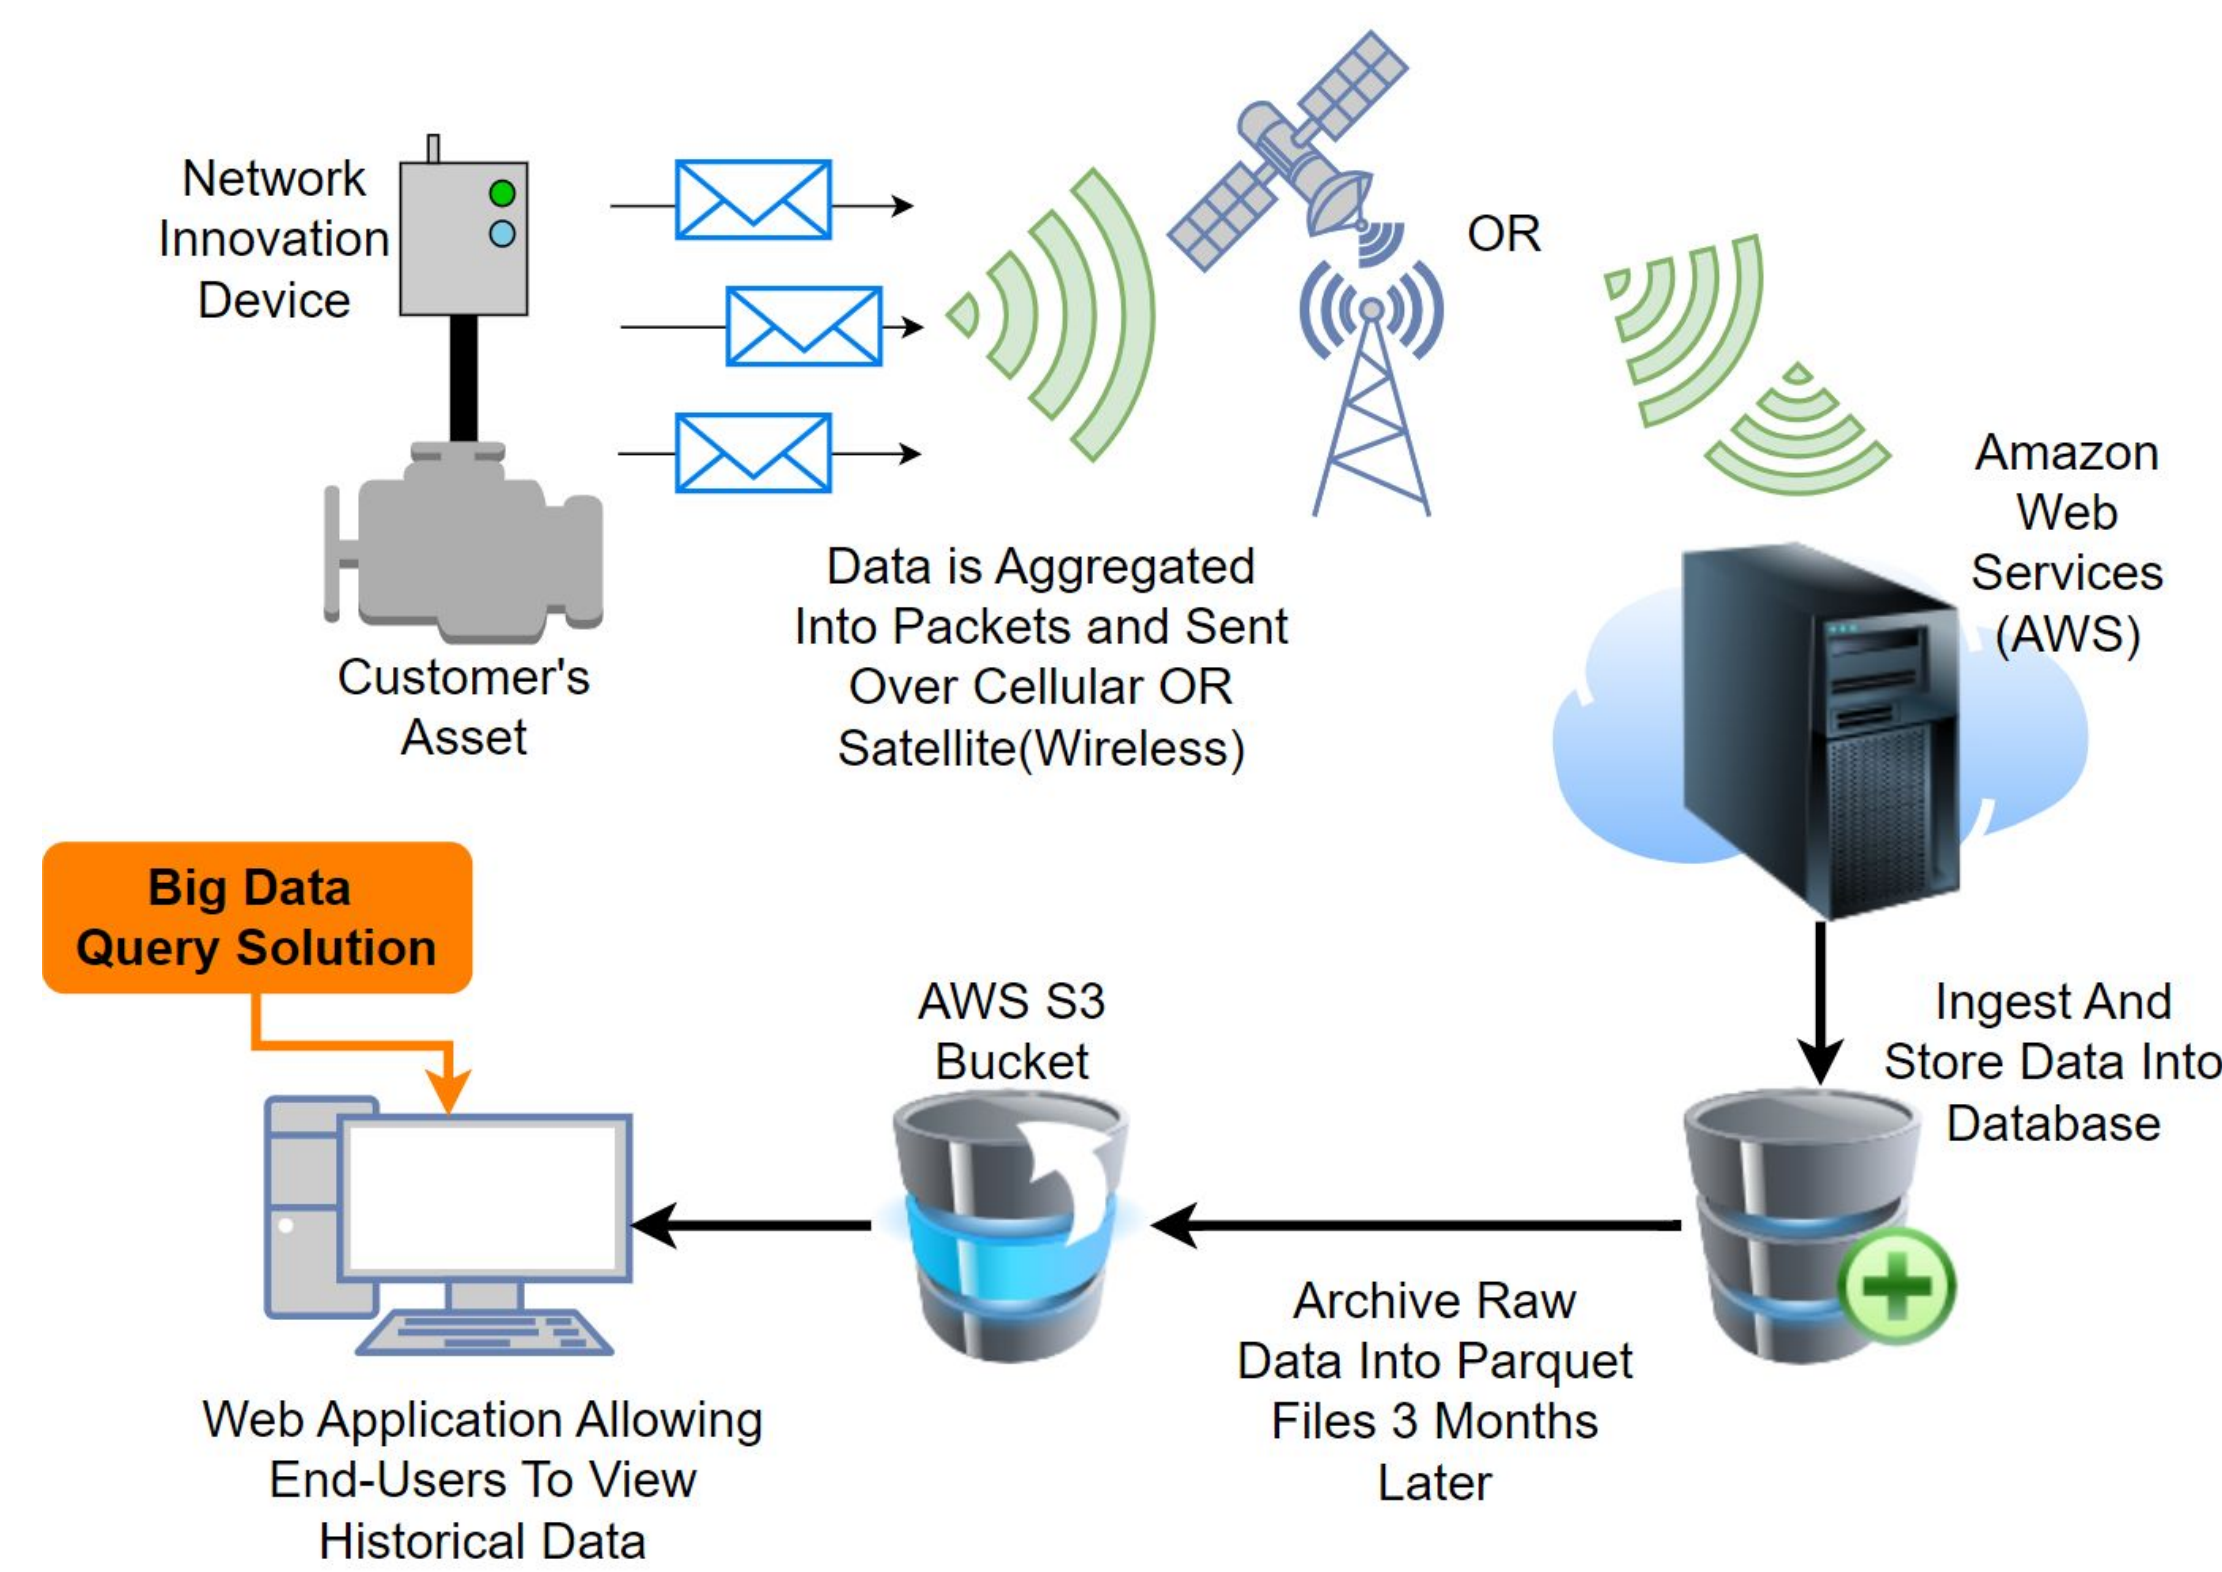 Network
Innovation
Device
OR
Customer's
Asset
Data is Aggregated
Into Packets and Sent
Over Cellular OR
Satellite(Wireless)
Amazon
Web
Services
(AWS)
Ingest And
Store Data Into
Database
Archive Raw
Data Into Parquet
Files 3 Months
Later
AWS S3
Bucket
Big Data
Query Solution
Web Application Allowing
End-Users To View
Historical Data